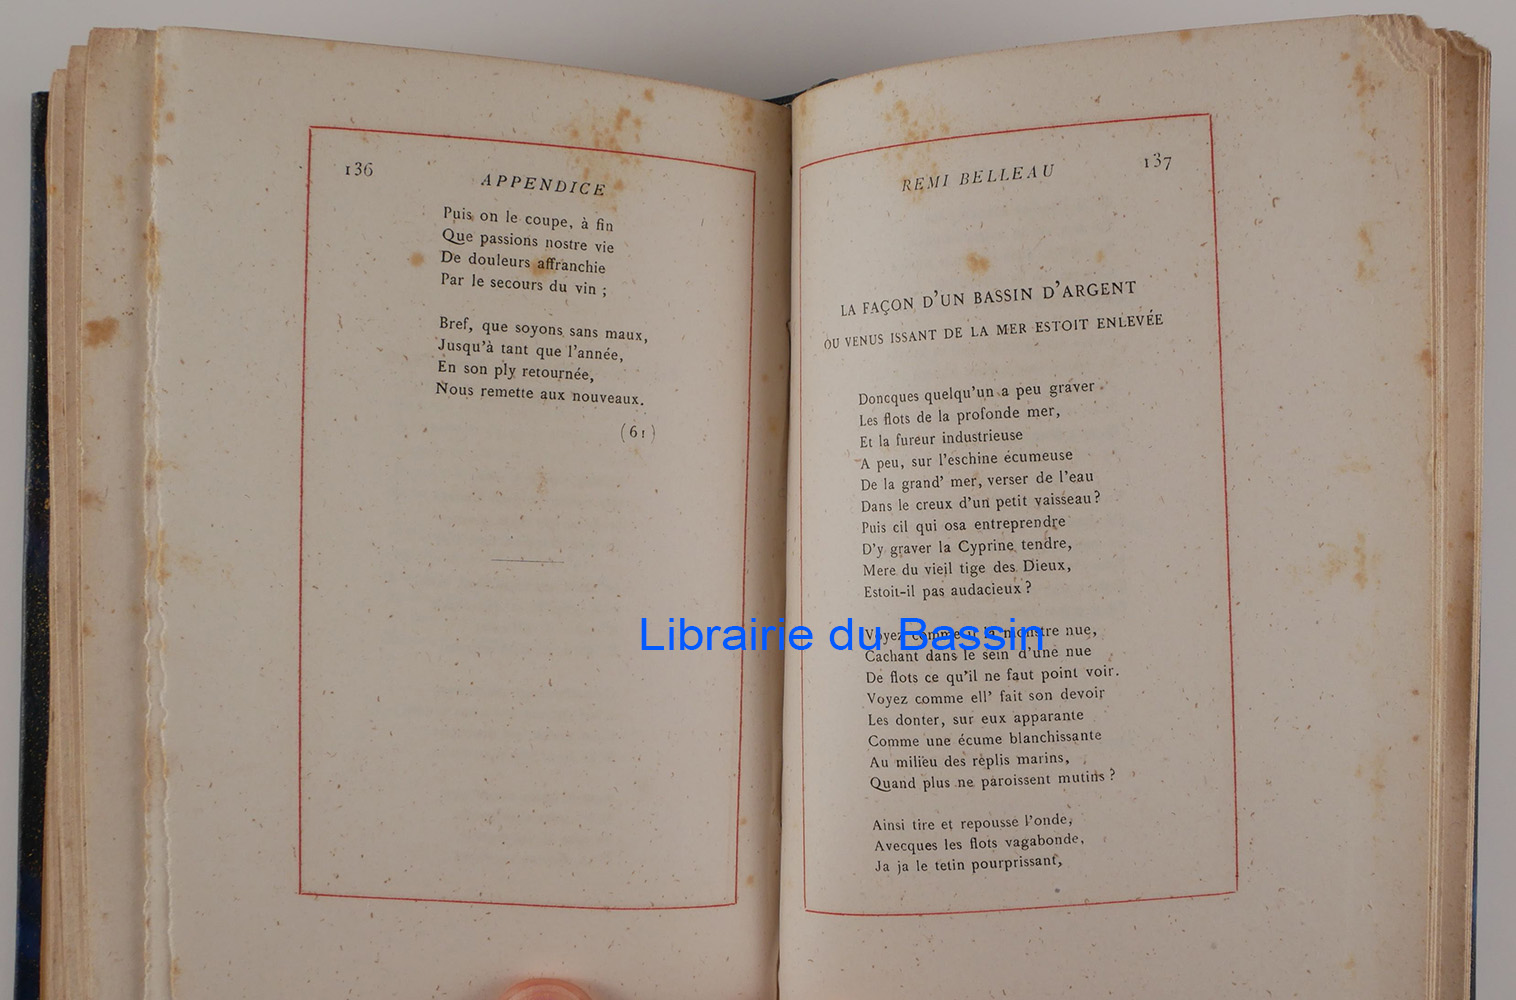 136
APPENDICE
Puis on le coupe, à fin
Que passions nostre vie
De douleurs affranchie
Par le secours du vin ;
Bref, que soyons sans maux,
Jusqu'à tant que l'année,
En son ply retournée,
Nous remette aux nouveaux.
(61)
REMI BELLEAU
137
LA FAÇON D'UN BASSIN D'ARGENT
OU VENUS ISSANT DE LA MER ESTOIT ENLEVÉE
Doncques quelqu'un a peu graver
Les flots de la profonde mer,
Et la fureur industrieuse
A peu, sur l'eschine écumeuse
De la grand' mer, verser de l'eau
Dans le creux d'un petit vaisseau ?
Puis cil qui osa entreprendre
D'y graver la Cyprine tendre,
Mere du vieil tige des Dieux,
Estoit-il pas audacieux ?
Librairie du Bassin
Voyez comme il la monstre nue,
Cachant dans le sein d'une nue
De flots ce qu'il ne faut point voir.
Voyez comme ell' fait son devoir
Les donter, sur eux apparante
Comme une écume blanchissante
Au milieu des replis marins,
Quand plus ne paroissent mutins ?
Ainsi tire et repousse l'onde,
Avecques les flots vagabonde,
Ja ja le tetin pourprissant,